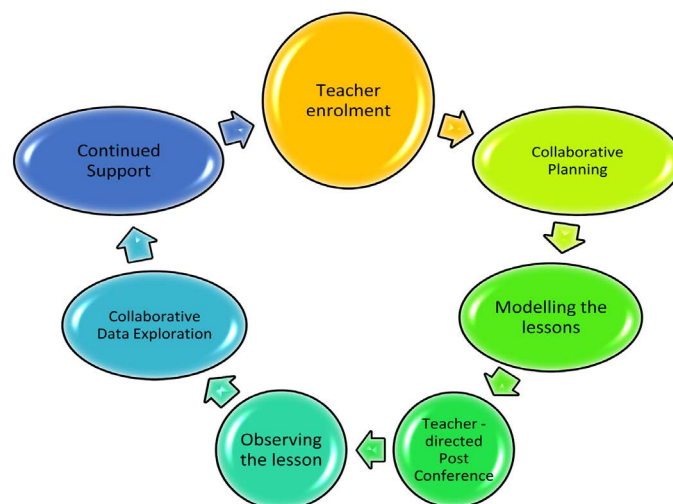 Teacher
enrolment
Collaborative
Planning
Modelling the
lessons
Teacher -
directed
Post
Conference
Observing
the lesson
Collaborative
Data Exploration
Continued
Support